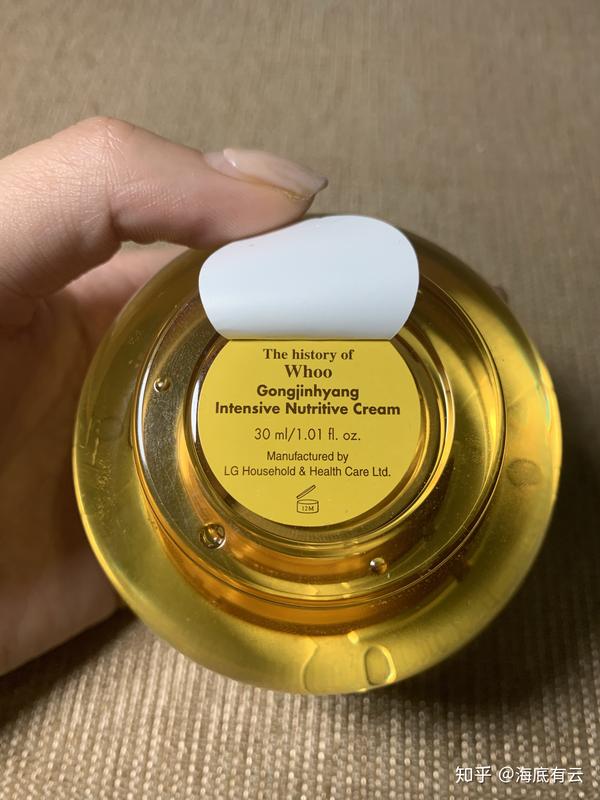 The history of
Whoo
Gongjinhyang
Intensive Nutritive Cream
30 ml/1.01 fl. oz.
Manufactured by
LG Household & Health Care Ltd.
12M
知乎 @海底有云